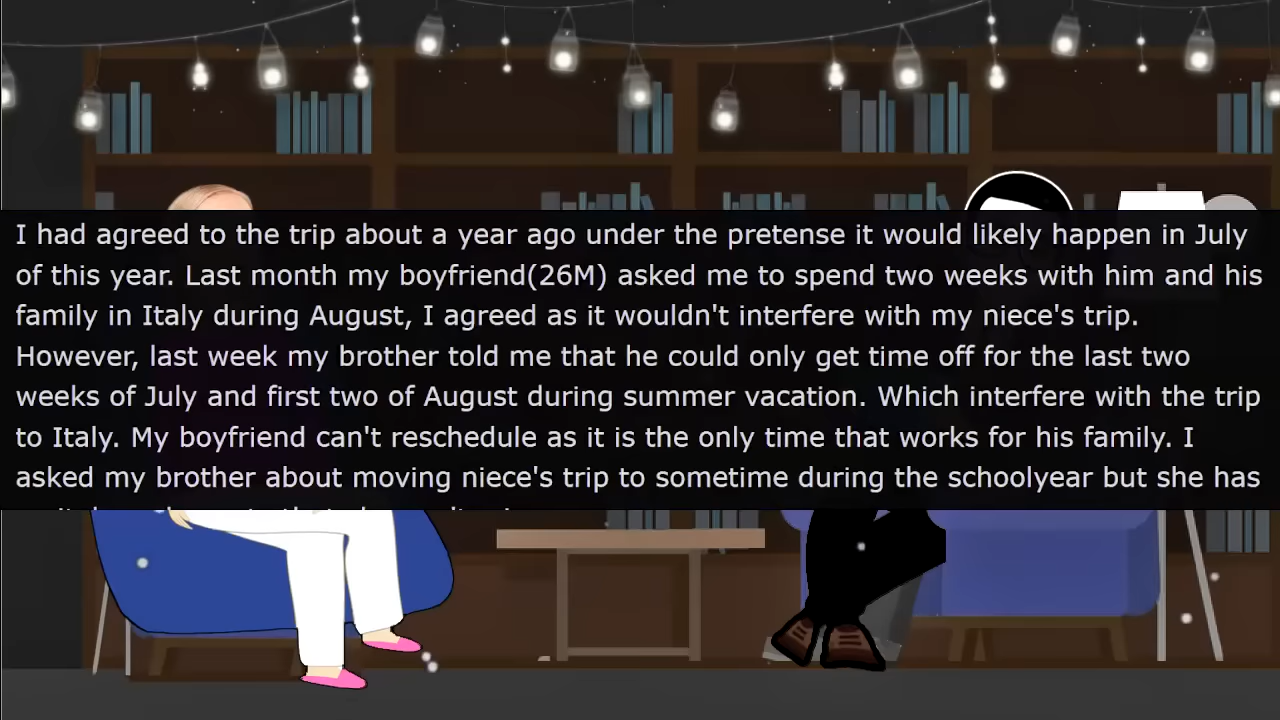 I had agreed to the trip about a year ago under the pretense it would likely happen in July
of this year. Last month my boyfriend(26M) asked me to spend two weeks with him and his
family in Italy during August, I agreed as it wouldn't interfere with my niece's trip.
However, last week my brother told me that he could only get time off for the last two
weeks of July and first two of August during summer vacation. Which interfere with the trip
to Italy. My boyfriend can't reschedule as it is the only time that works for his family. I
asked my brother about moving niece's trip to sometime during the schoolyear but she has